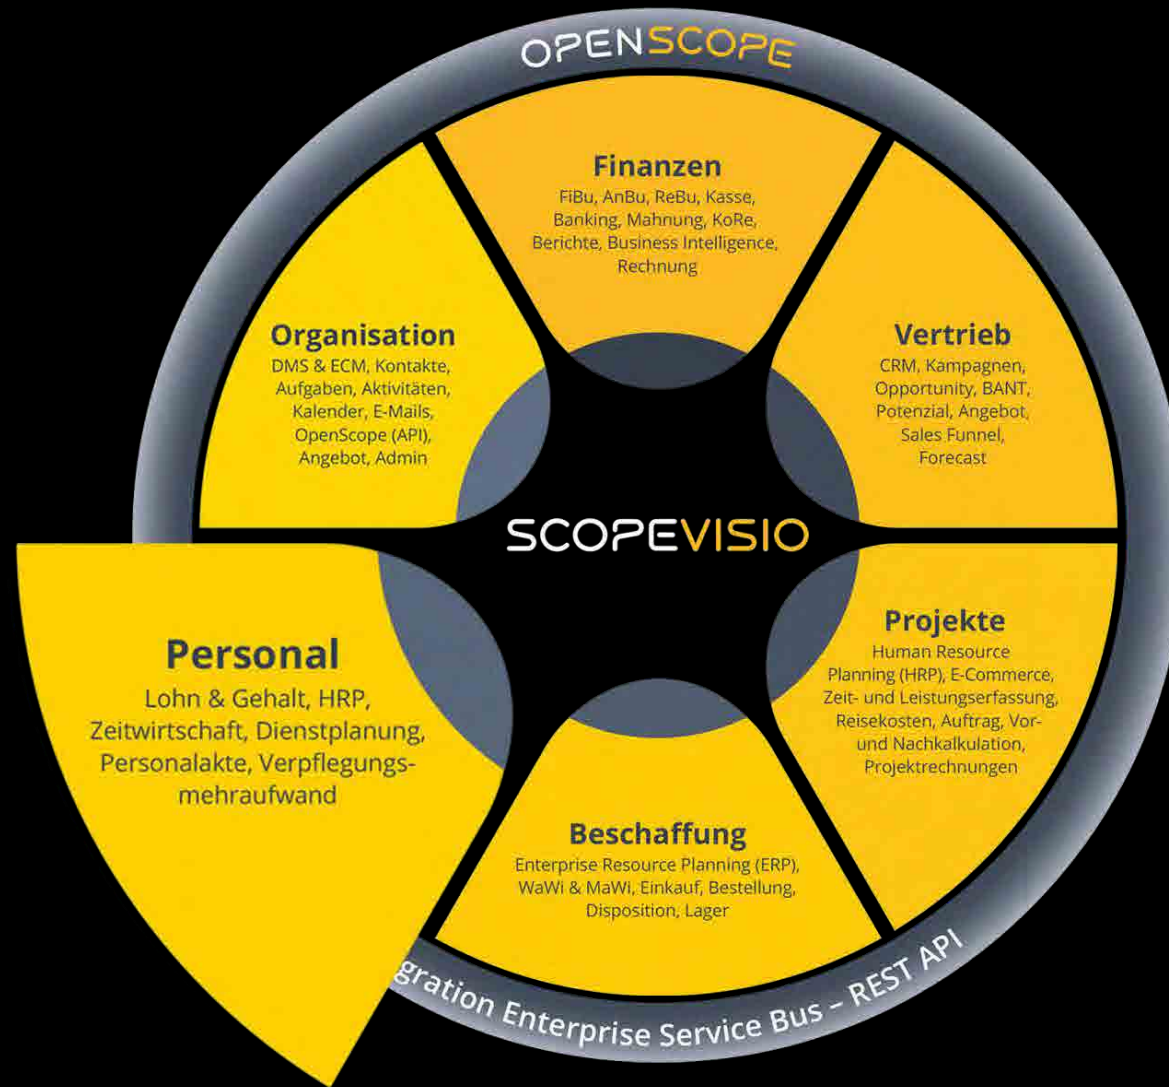 OPENSCOPE
Finanzen
FiBu, AnBu, ReBu, Kasse,
Banking, Mahnung, KoRe,
Berichte, Business Intelligence,
Rechnung
Organisation
DMS & ECM, Kontakte,
Aufgaben, Aktivitäten,
Kalender, E-Mails,
OpenScope (API),
Angebot, Admin
Vertrieb
CRM, Kampagnen,
Opportunity, BANT,
Potenzial, Angebot,
Sales Funnel,
Forecast
SCOPEVISIO
Personal
Lohn & Gehalt, HRP,
Zeitwirtschaft, Dienstplanung,
Personalakte, Verpflegungs-
mehraufwand
Projekte
Human Resource
Planning (HRP), E-Commerce,
Zeit- und Leistungserfassung,
Reisekosten, Auftrag, Vor-
und Nachkalkulation,
Projektrechnungen
Beschaffung
Enterprise Resource Planning (ERP),
WaWi & MaWi, Einkauf, Bestellung,
Disposition, Lager
gration Enterprise Service Bus – REST API